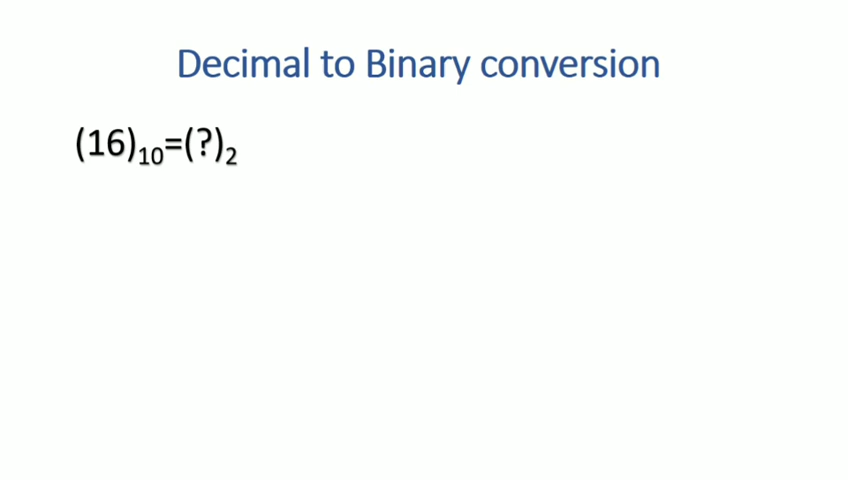 Decimal to Binary conversion
(16)₁₀=(?)₂